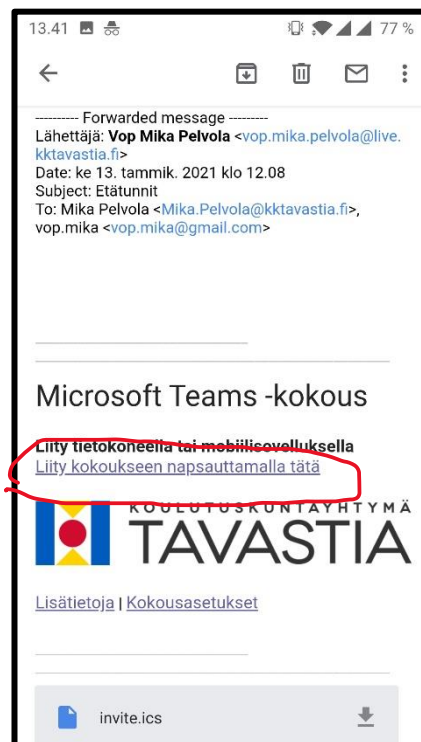 13.41 77 %
---------- Forwarded message ---------
Lähettäjä: Vop Mika Pelvola <vop.mika.pelvola@live.
kktavastia.fi>
Date: ke 13. tammik. 2021 klo 12.08
Subject: Etätunnit
To: Mika Pelvola <Mika.Pelvola@kktavastia.fi>,
vop.mika <vop.mika@gmail.com>
Microsoft Teams -kokous
Liity tietokoneella tai mobiilisovelluksella
Liity kokoukseen napsauttamalla tätä
KOULUTUSKUNTAYHTYMÄ
TAVASTIA
Lisätietoja | Kokousasetukset
invite.ics